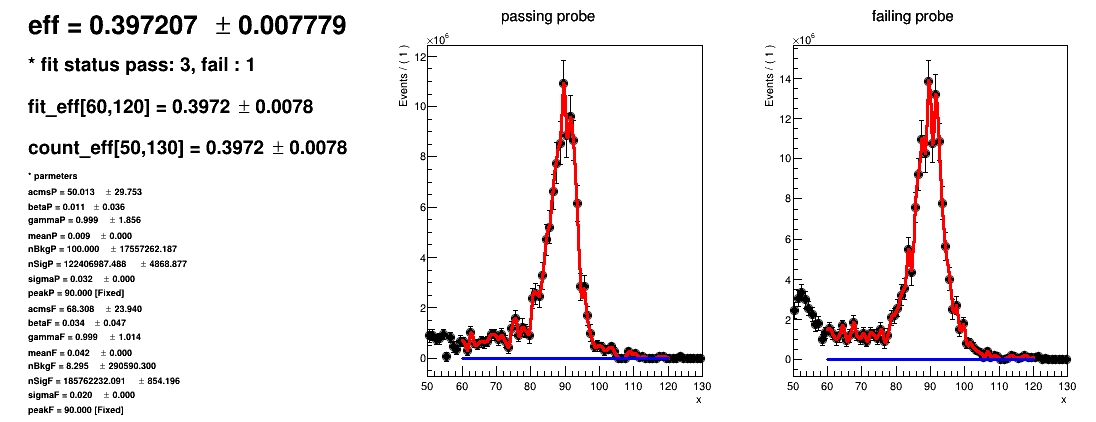 eff = 0.397207 ± 0.007779
* fit status pass: 3, fail : 1
fit_eff[60,120] = 0.3972 ± 0.0078
count_eff[50,130] = 0.3972 ± 0.0078
* parmeters
acmsP = 50.013 ± 29.753
betaP = 0.011 ± 0.036
gammaP = 0.999 ± 1.856
meanP = 0.009 ± 0.000
nBkgP = 100.000 ± 17557262.187
nSigP = 122406987.488 ± 4868.877
sigmaP = 0.032 ± 0.000
peakP = 90.000 [Fixed]
acmsF = 68.308 ± 23.940
betaF = 0.034 ± 0.047
gammaF = 0.999 ± 1.014
meanF = 0.042 ± 0.000
nBkgF = 8.295 ± 290590.300
nSigF = 185762232.091 ± 854.196
sigmaF = 0.020 ± 0.000
peakF = 90.000 [Fixed]
passing probe
×10⁶
Events / ( 1 )
12
10
8
6
4
2
0
50 60 70 80 90 100 110 120 130
x
failing probe
×10⁶
Events / ( 1 )
14
12
10
8
6
4
2
0
50 60 70 80 90 100 110 120 130
x